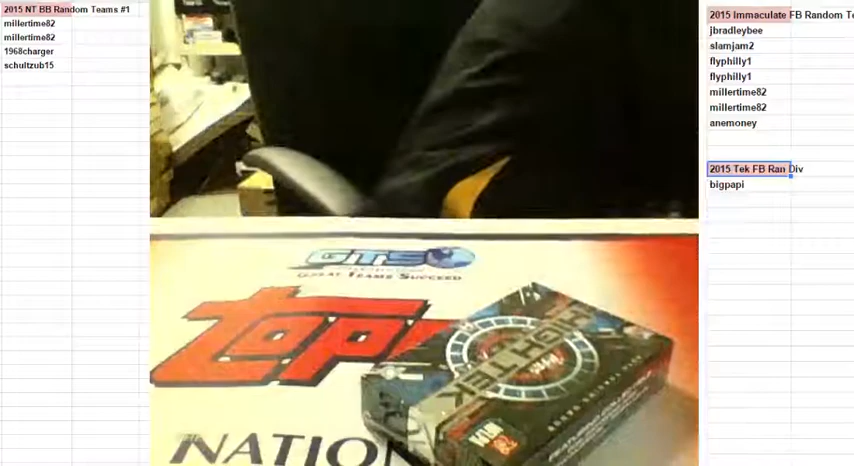 2015 NT BB Random Teams #1
millertime82
millertime82
1968charger
schultzub15
2015 Immaculate FB Random Te
jbradleybee
slamjam2
flyphilly1
flyphilly1
millertime82
millertime82
anemoney
2015 Tek FB Ran Div
bigpapi
GTS
GREAT TEAMS SUCCEED
TOP
NATION
HIGH TEK